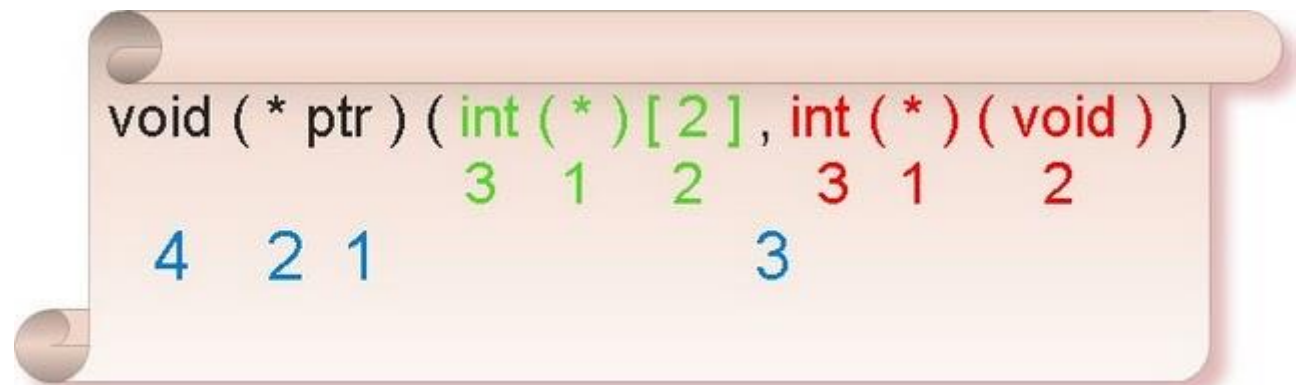 void ( * ptr ) ( int ( * ) [ 2 ] , int ( * ) ( void ) )
3 1 2 3 1 2
4 2 1 3